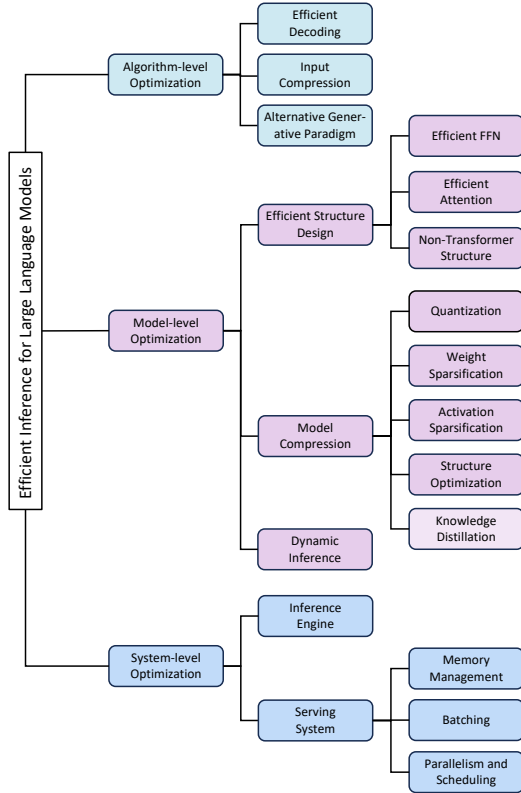 Efficient Inference for Large Language Models
Algorithm-level
Optimization
Efficient
Decoding
Input
Compression
Alternative Gener-
ative Paradigm
Model-level
Optimization
Efficient Structure
Design
Efficient FFN
Efficient
Attention
Non-Transformer
Structure
Model
Compression
Quantization
Weight
Sparsification
Activation
Sparsification
Structure
Optimization
Knowledge
Distillation
Dynamic
Inference
System-level
Optimization
Inference
Engine
Serving
System
Memory
Management
Batching
Parallelism and
Scheduling